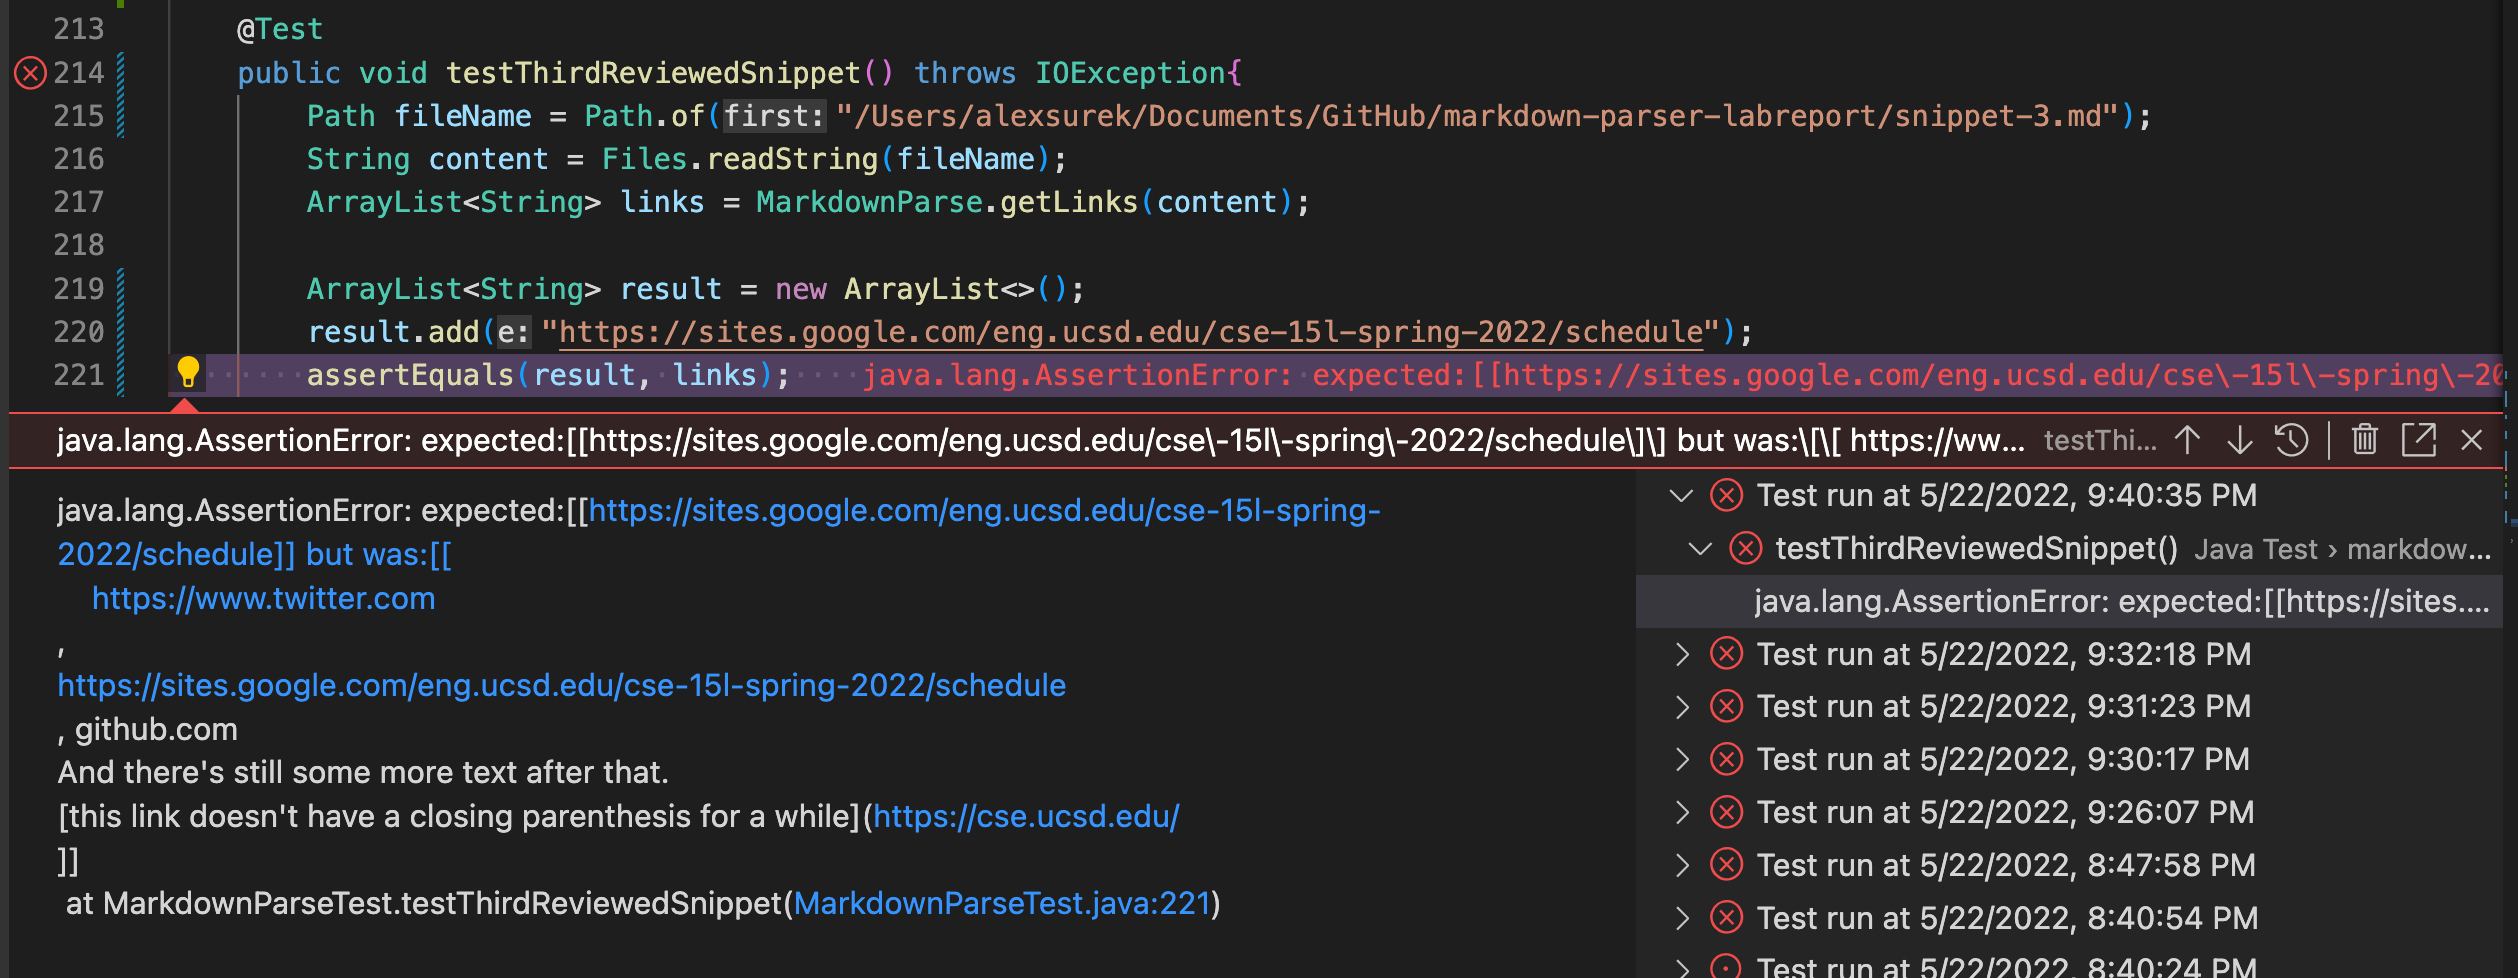 213 @Test
214 public void testThirdReviewedSnippet() throws IOException{
215 Path fileName = Path.of(first: "/Users/alexsurek/Documents/GitHub/markdown-parser-labreport/snippet-3.md");
216 String content = Files.readString(fileName);
217 ArrayList<String> links = MarkdownParse.getLinks(content);
218
219 ArrayList<String> result = new ArrayList<>();
220 result.add(e: "https://sites.google.com/eng.ucsd.edu/cse-15l-spring-2022/schedule");
221 assertEquals(result, links); java.lang.AssertionError: expected:[[https://sites.google.com/eng.ucsd.edu/cse\-15l\-spring\-20
java.lang.AssertionError: expected:[[https://sites.google.com/eng.ucsd.edu/cse\-15l\-spring\-2022/schedule\]\] but was:\[\[ https://ww... testThi...
java.lang.AssertionError: expected:[[https://sites.google.com/eng.ucsd.edu/cse-15l-spring-
2022/schedule]] but was:[[
https://www.twitter.com
,
https://sites.google.com/eng.ucsd.edu/cse-15l-spring-2022/schedule
, github.com
And there's still some more text after that.
[this link doesn't have a closing parenthesis for a while](https://cse.ucsd.edu/
]]
at MarkdownParseTest.testThirdReviewedSnippet(MarkdownParseTest.java:221)
Test run at 5/22/2022, 9:40:35 PM
testThirdReviewedSnippet() Java Test › markdow...
java.lang.AssertionError: expected:[[https://sites....
Test run at 5/22/2022, 9:32:18 PM
Test run at 5/22/2022, 9:31:23 PM
Test run at 5/22/2022, 9:30:17 PM
Test run at 5/22/2022, 9:26:07 PM
Test run at 5/22/2022, 8:47:58 PM
Test run at 5/22/2022, 8:40:54 PM
Test run at 5/22/2022, 8:40:24 PM